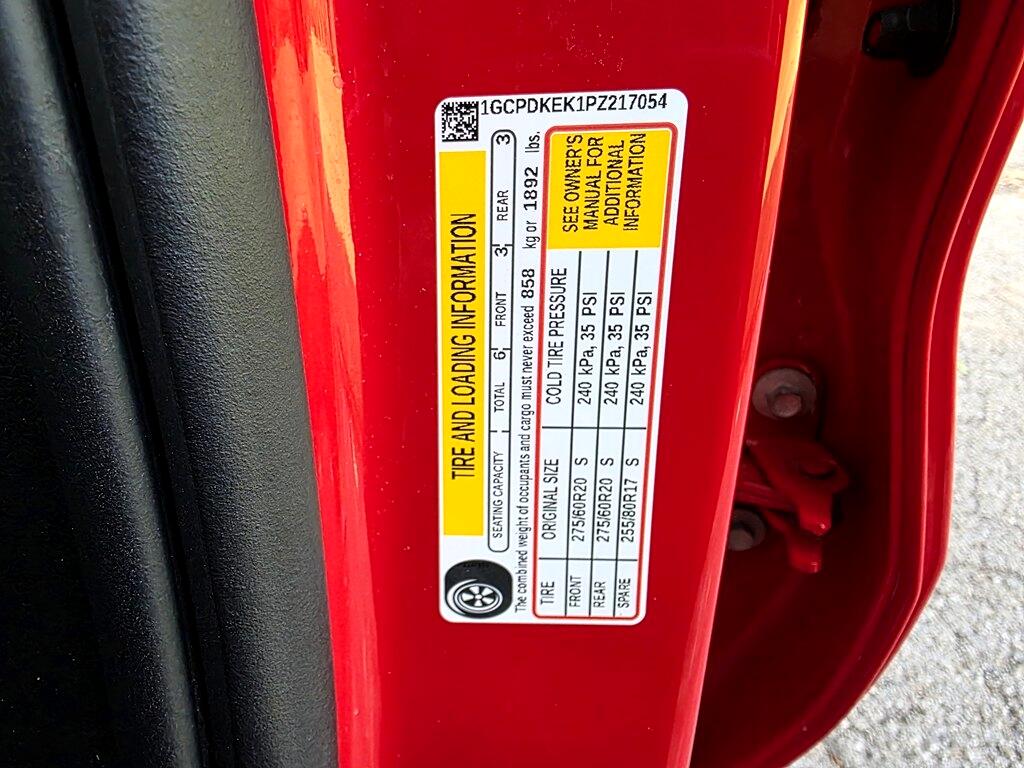 1GCPDKEK1PZ217054
TIRE AND LOADING INFORMATION
SEATING CAPACITY TOTAL 6 FRONT 3 REAR 3
The combined weight of occupants and cargo must never exceed 858 kg or 1892 lbs.
TIRE ORIGINAL SIZE COLD TIRE PRESSURE
FRONT 275/60R20 S 240 kPa, 35 PSI
REAR 275/60R20 S 240 kPa, 35 PSI
SPARE 255/80R17 S 240 kPa, 35 PSI
SEE OWNER'S
MANUAL FOR
ADDITIONAL
INFORMATION